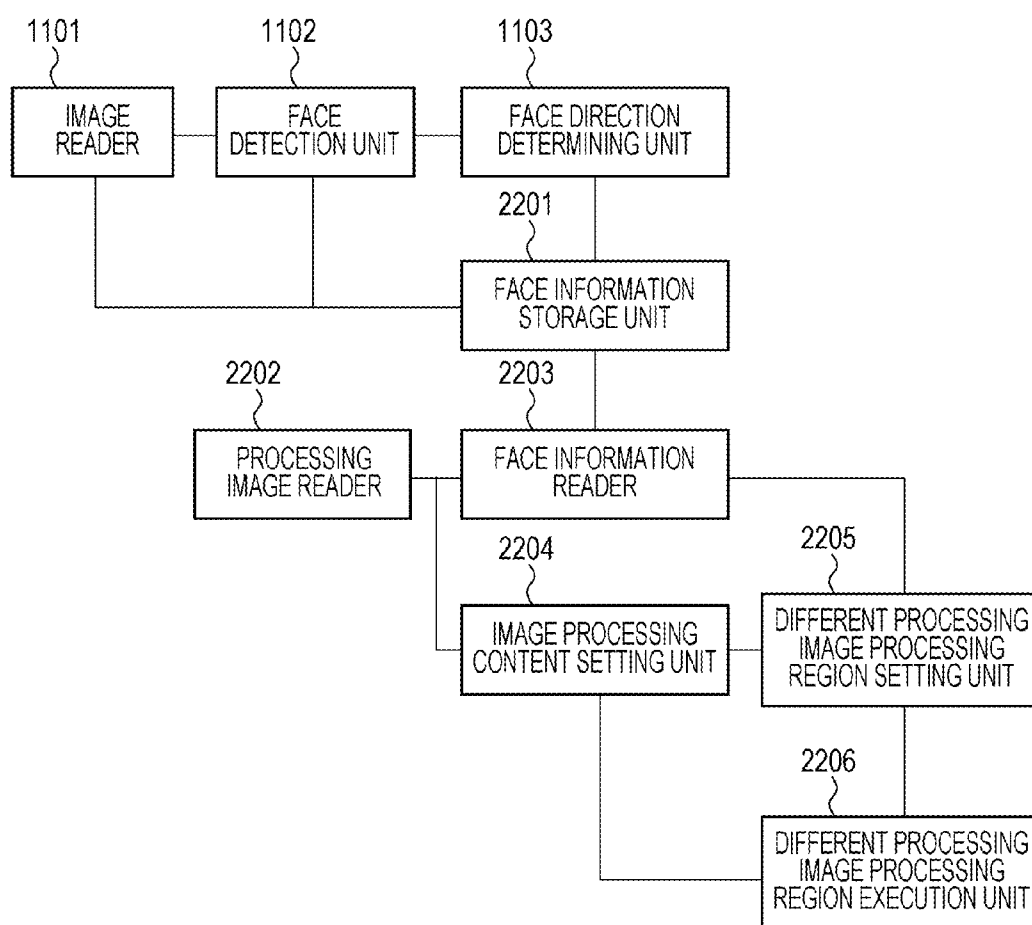 1101
1102
1103
IMAGE
READER
FACE
DETECTION UNIT
FACE DIRECTION
DETERMINING UNIT
2201
FACE INFORMATION
STORAGE UNIT
2202
2203
PROCESSING
IMAGE READER
FACE INFORMATION
READER
2204
2205
IMAGE PROCESSING
CONTENT SETTING UNIT
DIFFERENT PROCESSING
IMAGE PROCESSING
REGION SETTING UNIT
2206
DIFFERENT PROCESSING
IMAGE PROCESSING
REGION EXECUTION UNIT